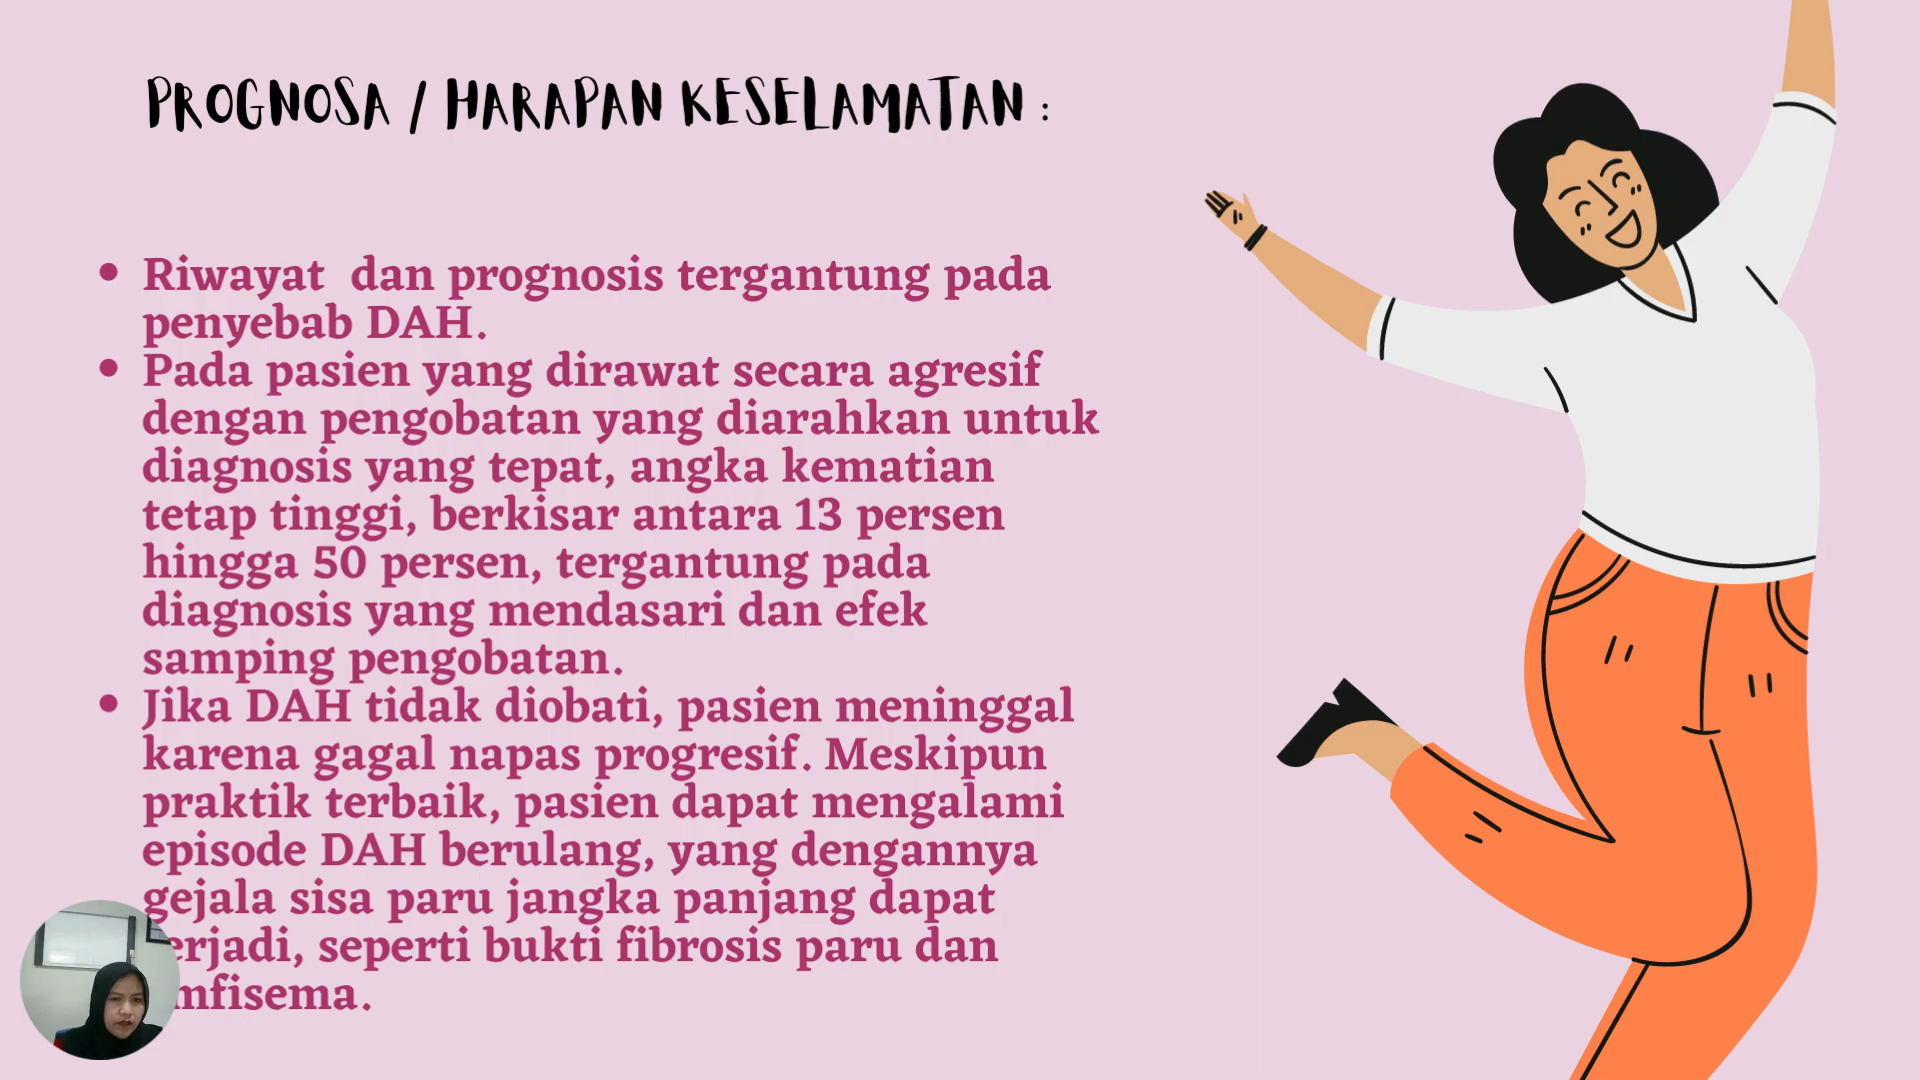 PROGNOSA / HARAPAN KESELAMATAN :
• Riwayat dan prognosis tergantung pada
penyebab DAH.
• Pada pasien yang dirawat secara agresif
dengan pengobatan yang diarahkan untuk
diagnosis yang tepat, angka kematian
tetap tinggi, berkisar antara 13 persen
hingga 50 persen, tergantung pada
diagnosis yang mendasari dan efek
samping pengobatan.
• Jika DAH tidak diobati, pasien meninggal
karena gagal napas progresif. Meskipun
praktik terbaik, pasien dapat mengalami
episode DAH berulang, yang dengannya
gejala sisa paru jangka panjang dapat
erjadi, seperti bukti fibrosis paru dan
mfisema.